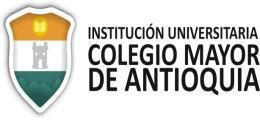 INSTITUCIÓN UNIVERSITARIA
COLEGIO MAYOR
DE ANTIOQUIA